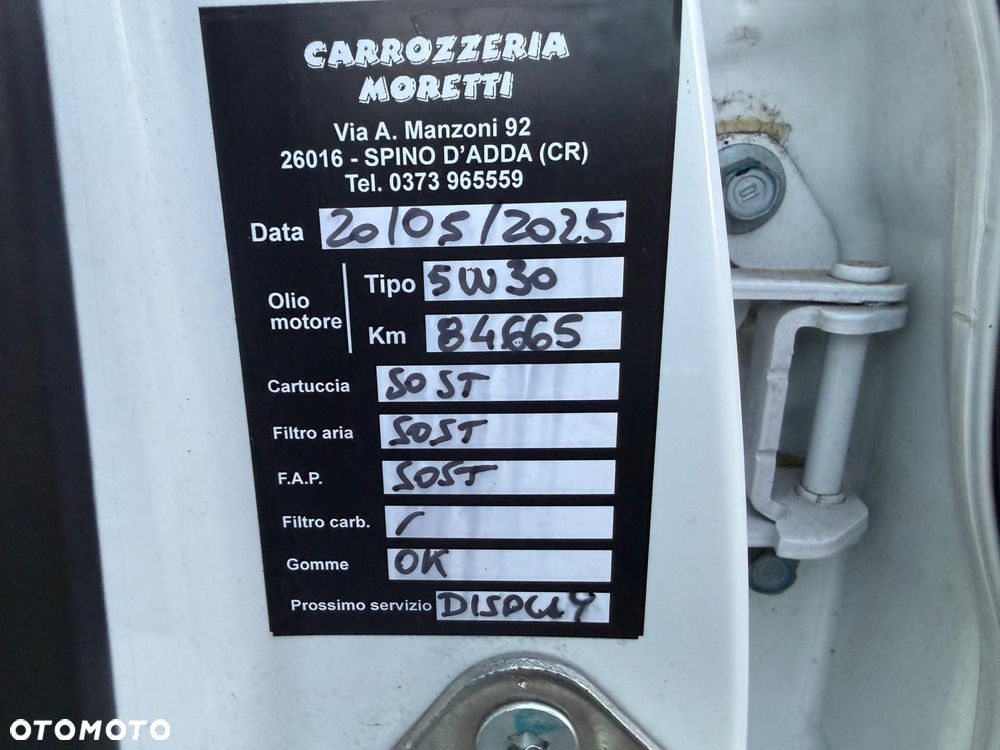 CARROZZERIA
MORETTI
Via A. Manzoni 92
26016 - SPINO D'ADDA (CR)
Tel. 0373 965559
Data 20/05/2025
Olio motore Tipo 5W30
Km 84665
Cartuccia SOST
Filtro aria SOST
F.A.P. SOST
Filtro carb. /
Gomme OK
Prossimo servizio DISPLAY
OTOMOTO